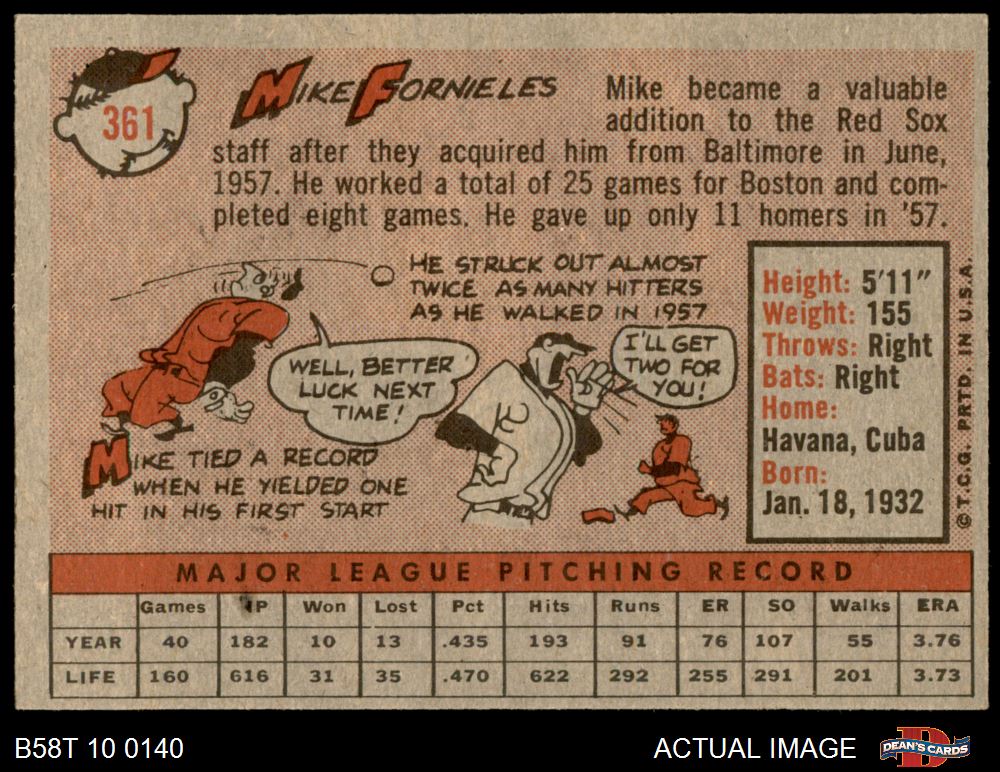 361
MIKE FORNIELES
Mike became a valuable
addition to the Red Sox
staff after they acquired him from Baltimore in June,
1957. He worked a total of 25 games for Boston and com-
pleted eight games. He gave up only 11 homers in '57.
HE STRUCK OUT ALMOST
TWICE AS MANY HITTERS
AS HE WALKED IN 1957
WELL, BETTER
LUCK NEXT
TIME!
I'LL GET
TWO FOR
YOU!
MIKE TIED A RECORD
WHEN HE YIELDED ONE
HIT IN HIS FIRST START
Height: 5'11"
Weight: 155
Throws: Right
Bats: Right
Home:
Havana, Cuba
Born:
Jan. 18, 1932
© T.C.G. PRTD. IN U.S.A.
MAJOR LEAGUE PITCHING RECORD
Games IP Won Lost Pct Hits Runs ER SO Walks ERA
YEAR 40 182 10 13 .435 193 91 76 107 55 3.76
LIFE 160 616 31 35 .470 622 292 255 291 201 3.73
B58T 10 0140
ACTUAL IMAGE
D
DEAN'S CARDS